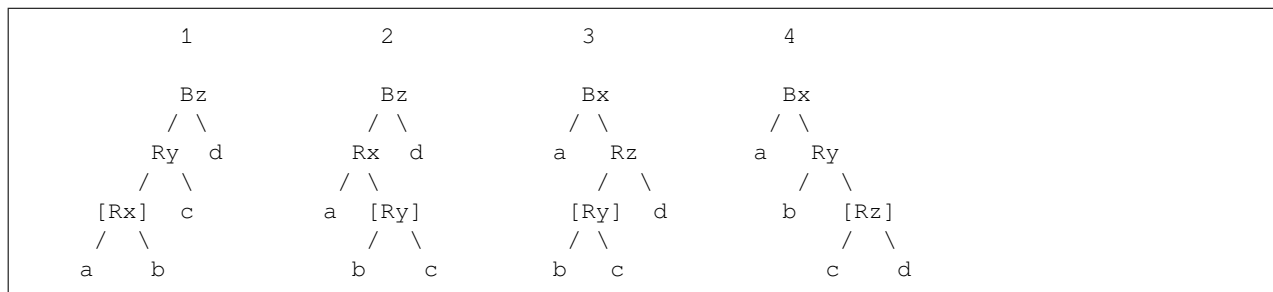 1 2 3 4
Bz Bz Bx Bx
/ \ / \ / \ / \
Ry d Rx d a Rz a Ry
/ \ / \ / \ / \
[Rx] c a [Ry] [Ry] d b [Rz]
/ \ / \ / \ / \
a b b c b c c d